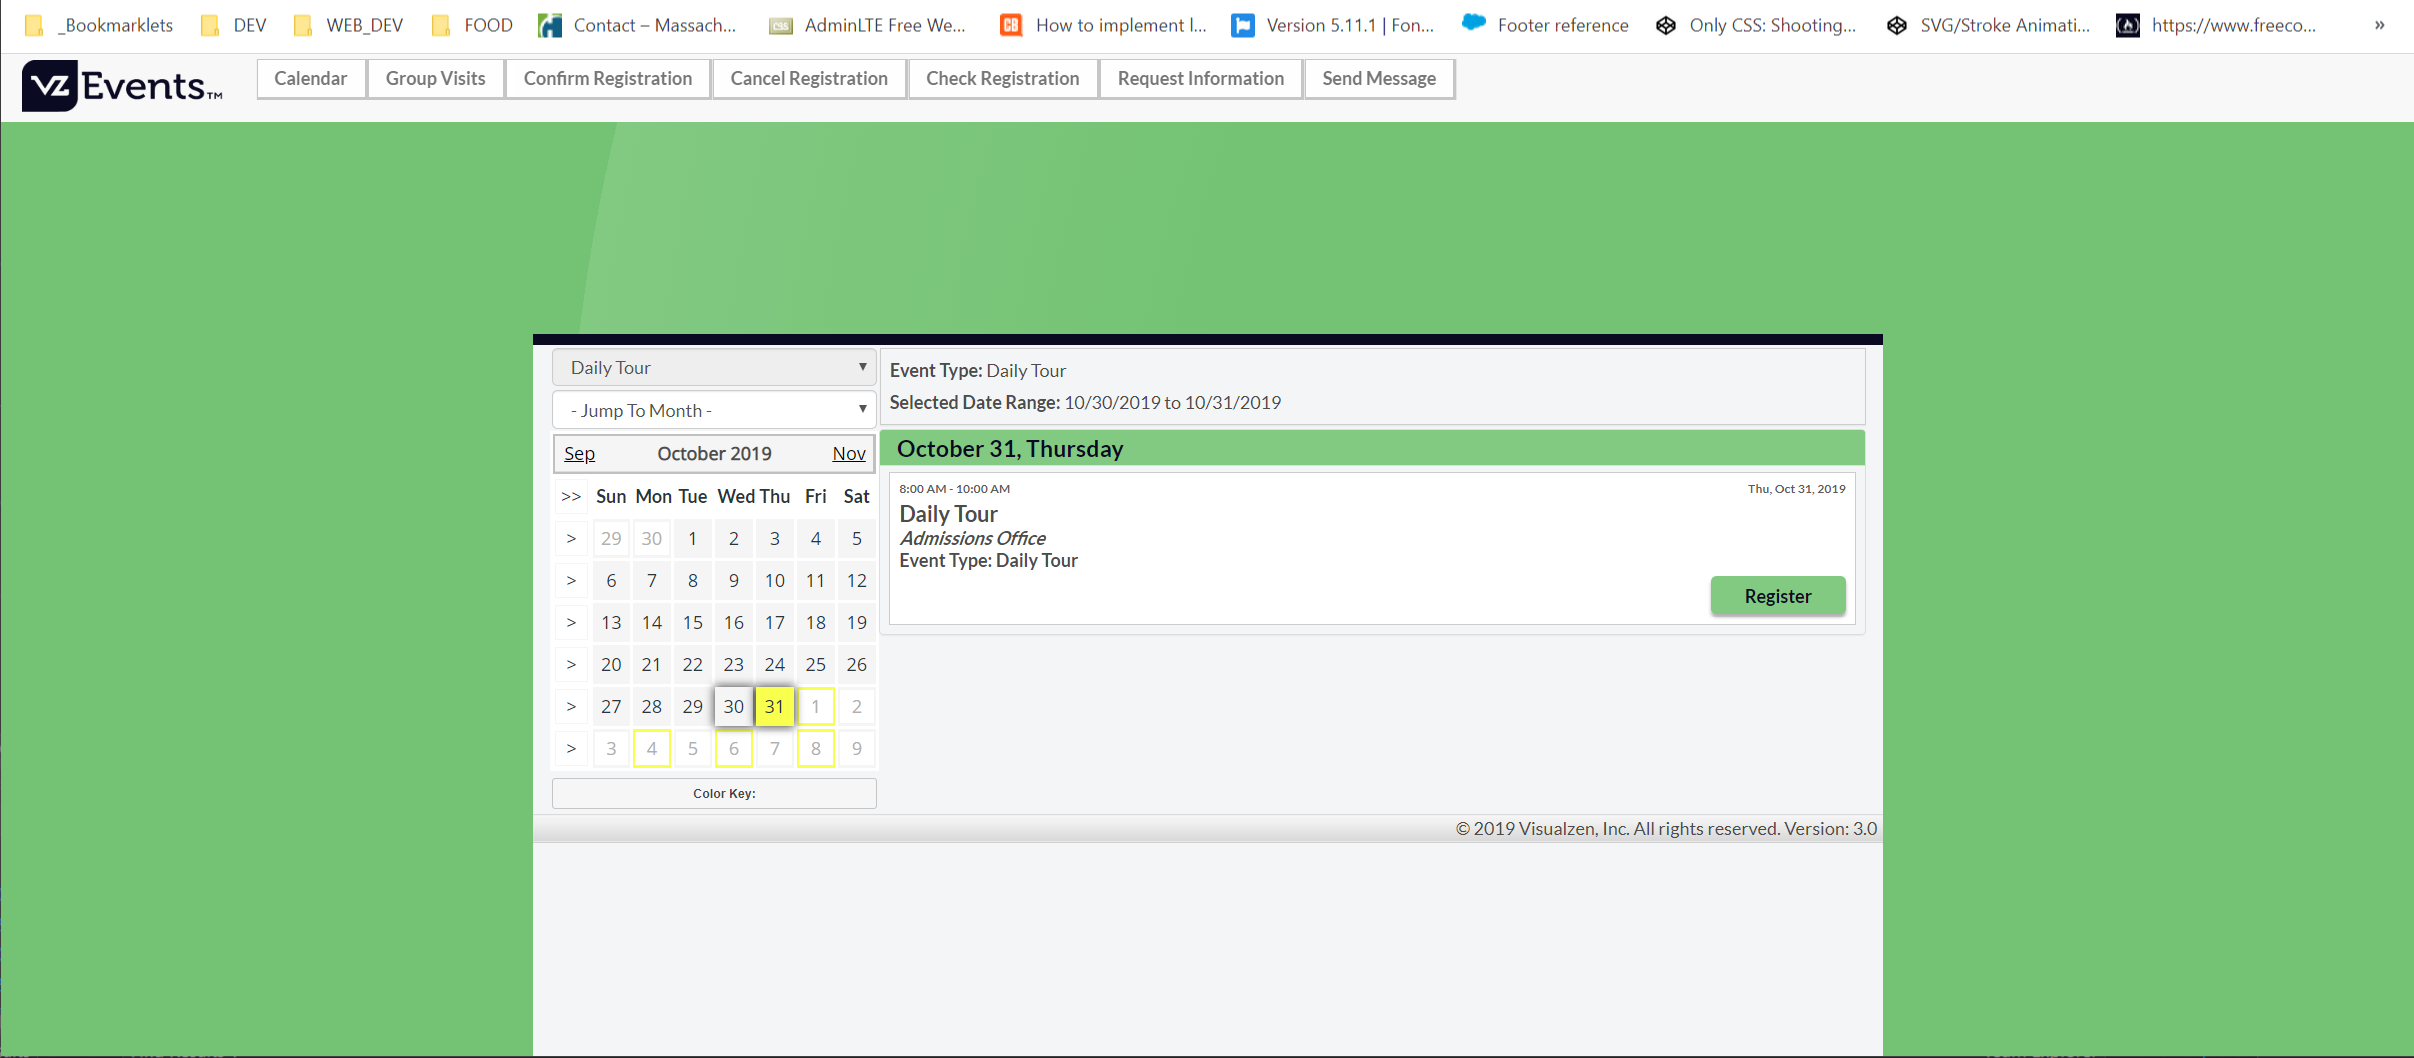 _Bookmarklets DEV WEB_DEV FOOD Contact – Massach... AdminLTE Free We... How to implement l... Version 5.11.1 | Fon... Footer reference Only CSS: Shooting... SVG/Stroke Animati... https://www.freeco... »
VZ Events™ Calendar Group Visits Confirm Registration Cancel Registration Check Registration Request Information Send Message
Daily Tour
- Jump To Month -
Sep October 2019 Nov
>> Sun Mon Tue Wed Thu Fri Sat
> 29 30 1 2 3 4 5
> 6 7 8 9 10 11 12
> 13 14 15 16 17 18 19
> 20 21 22 23 24 25 26
> 27 28 29 30 31 1 2
> 3 4 5 6 7 8 9
Color Key:
Event Type: Daily Tour
Selected Date Range: 10/30/2019 to 10/31/2019
October 31, Thursday
8:00 AM - 10:00 AM Thu, Oct 31, 2019
Daily Tour
Admissions Office
Event Type: Daily Tour
Register
© 2019 Visualzen, Inc. All rights reserved. Version: 3.0